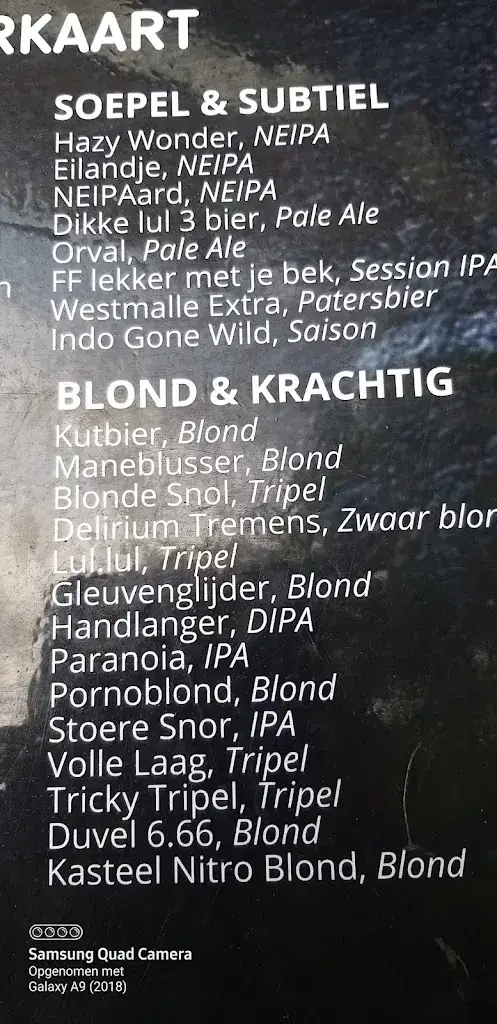 RKAART
SOEPEL & SUBTIEL
Hazy Wonder, NEIPA
Eilandje, NEIPA
NEIPAard, NEIPA
Dikke lul 3 bier, Pale Ale
Orval, Pale Ale
n
FF lekker met je bek, Session IPA
Westmalle Extra, Patersbier
Indo Gone Wild, Saison
BLOND & KRACHTIG
Kutbier, Blond
Maneblusser, Blond
Blonde Snol, Tripel
Delirium Tremens, Zwaar blon
Lul.lul, Tripel
Gleuvenglijder, Blond
Handlanger, DIPA
Paranoia, IPA
Pornoblond, Blond
Stoere Snor, IPA
Volle Laag, Tripel
Tricky Tripel, Tripel
Duvel 6.66, Blond
Kasteel Nitro Blond, Blond
Samsung Quad Camera
Opgenomen met
Galaxy A9 (2018)